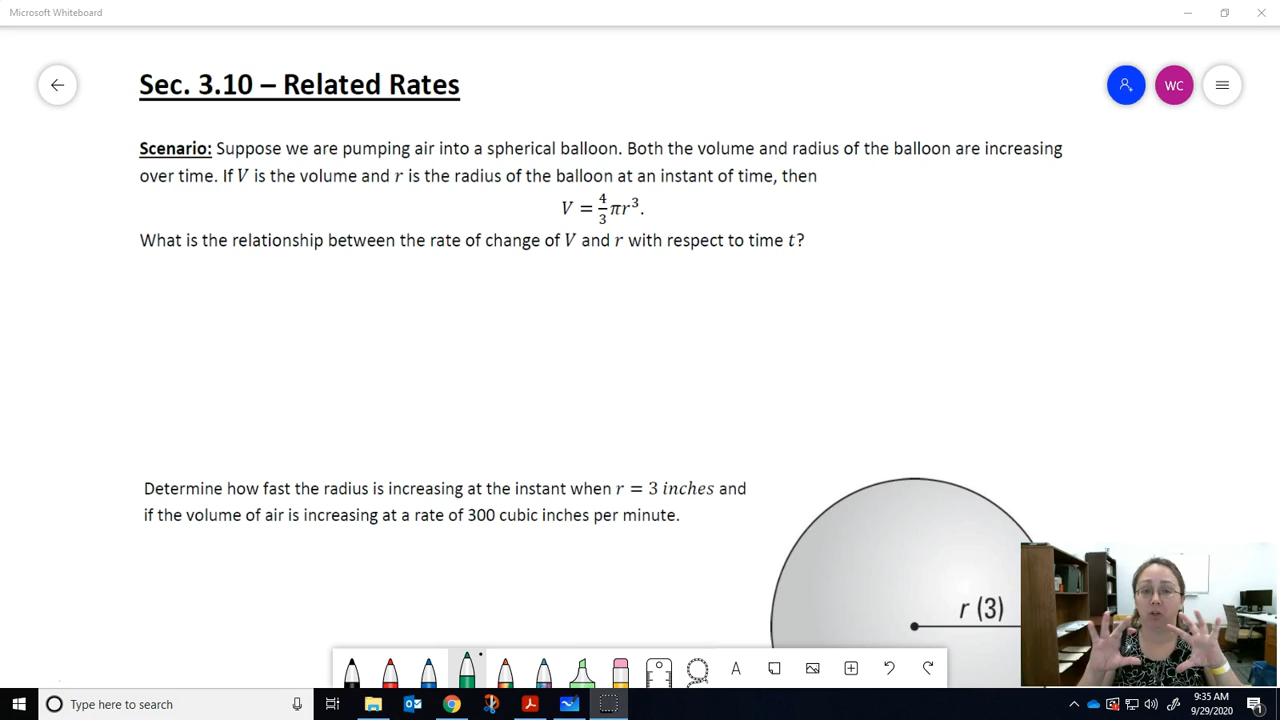 Microsoft Whiteboard
Sec. 3.10 – Related Rates
WC
Scenario: Suppose we are pumping air into a spherical balloon. Both the volume and radius of the balloon are increasing
over time. If V is the volume and r is the radius of the balloon at an instant of time, then
V = 4/3 πr³.
What is the relationship between the rate of change of V and r with respect to time t?
Determine how fast the radius is increasing at the instant when r = 3 inches and
if the volume of air is increasing at a rate of 300 cubic inches per minute.
r (3)
A
Type here to search
9:35 AM
9/29/2020
1